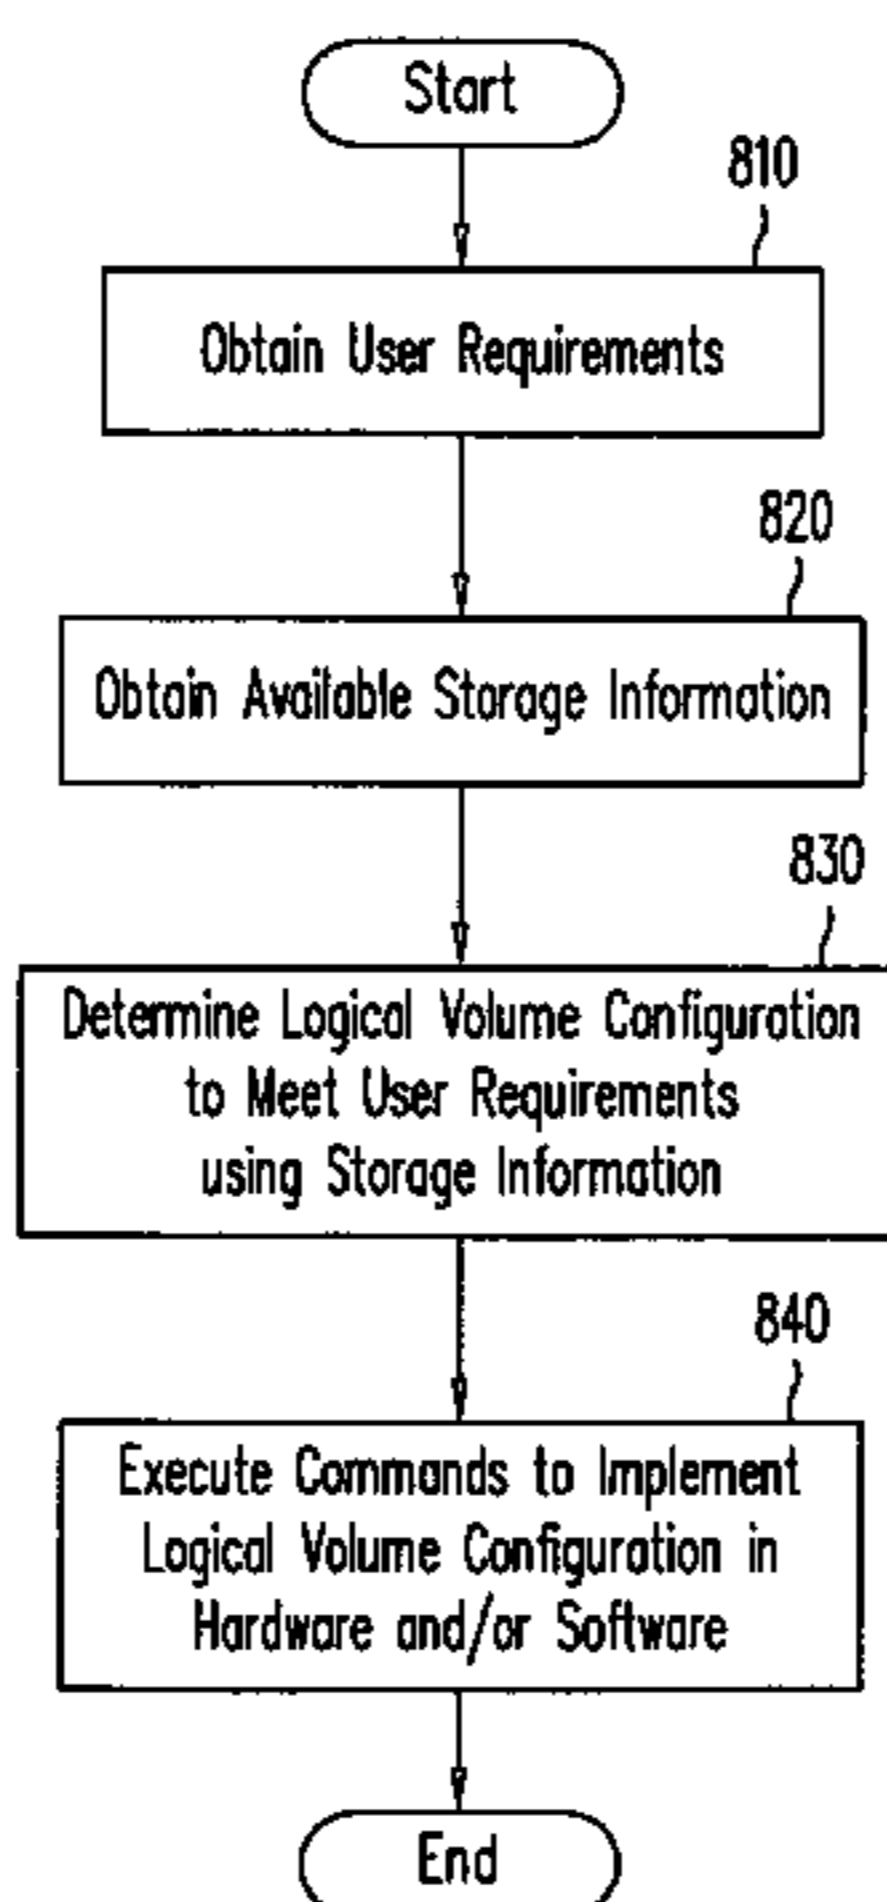 Start
810
Obtain User Requirements
820
Obtain Available Storage Information
830
Determine Logical Volume Configuration
to Meet User Requirements
using Storage Information
840
Execute Commands to Implement
Logical Volume Configuration in
Hardware and/or Software
End